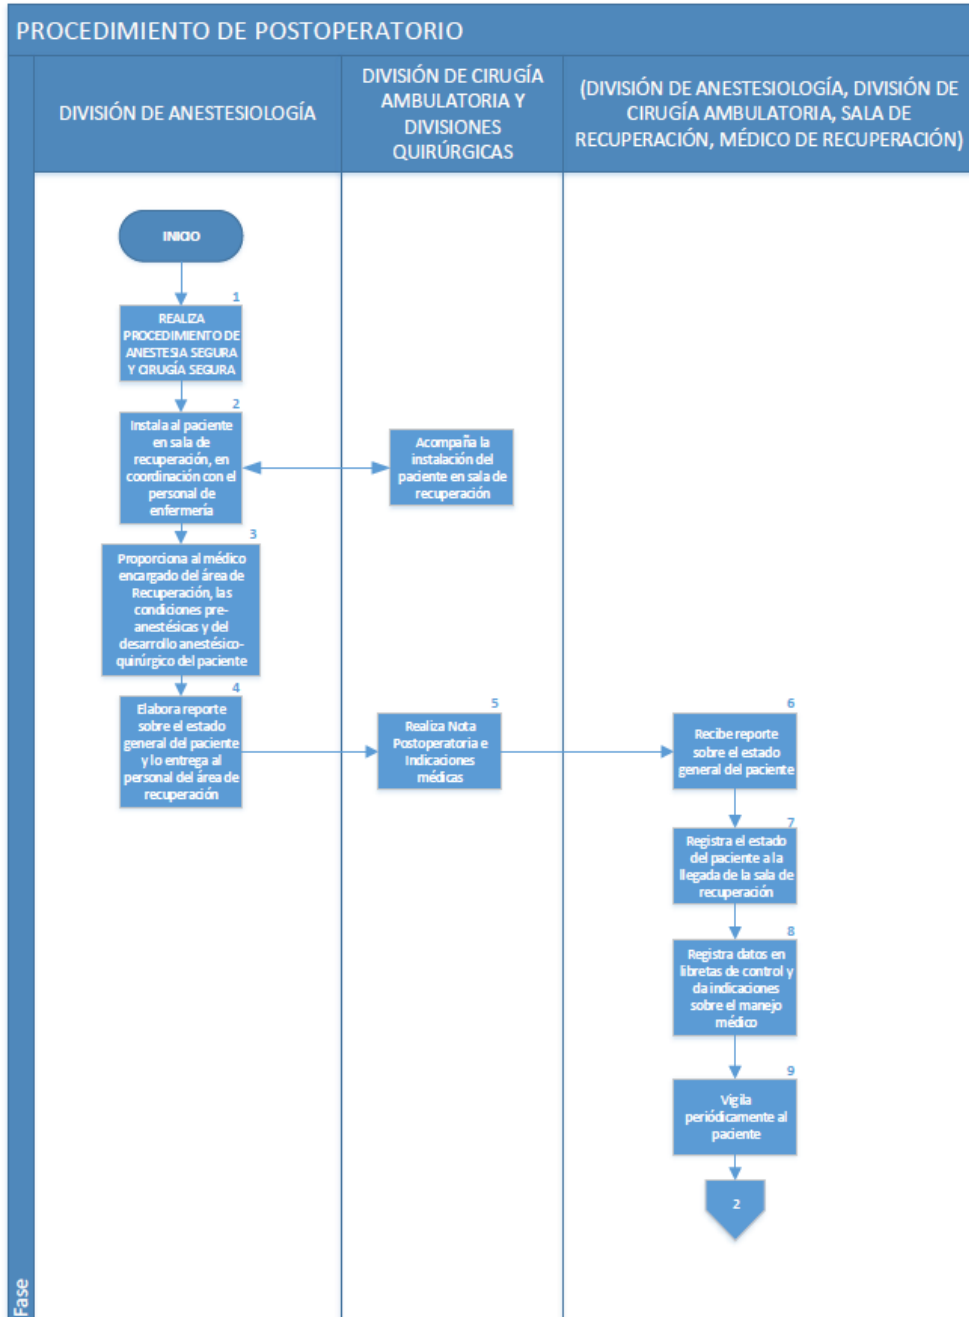 PROCEDIMIENTO DE POSTOPERATORIO
DIVISIÓN DE ANESTESIOLOGÍA
DIVISIÓN DE CIRUGÍA
AMBULATORIA Y
DIVISIONES
QUIRÚRGICAS
(DIVISIÓN DE ANESTESIOLOGÍA, DIVISIÓN DE
CIRUGÍA AMBULATORIA, SALA DE
RECUPERACIÓN, MÉDICO DE RECUPERACIÓN)
INICIO
1
REALIZA
PROCEDIMIENTO DE
ANESTESIA SEGURA
Y CIRUGÍA SEGURA
2
Instala al paciente
en sala de
recuperación, en
coordinación con el
personal de
enfermería
Acompaña la
instalación del
paciente en sala de
recuperación
3
Proporciona al médico
encargado del área de
Recuperación, las
condiciones pre-
anestésicas y del
desarrollo anestésico-
quirúrgico del paciente
4
Elabora reporte
sobre el estado
general del paciente
y lo entrega al
personal del área de
recuperación
5
Realiza Nota
Postoperatoria e
Indicaciones
médicas
6
Recibe reporte
sobre el estado
general del paciente
7
Registra el estado
del paciente a la
llegada de la sala de
recuperación
8
Registra datos en
libretas de control y
da indicaciones
sobre el manejo
médico
9
Vigila
periódicamente al
paciente
2
Fase